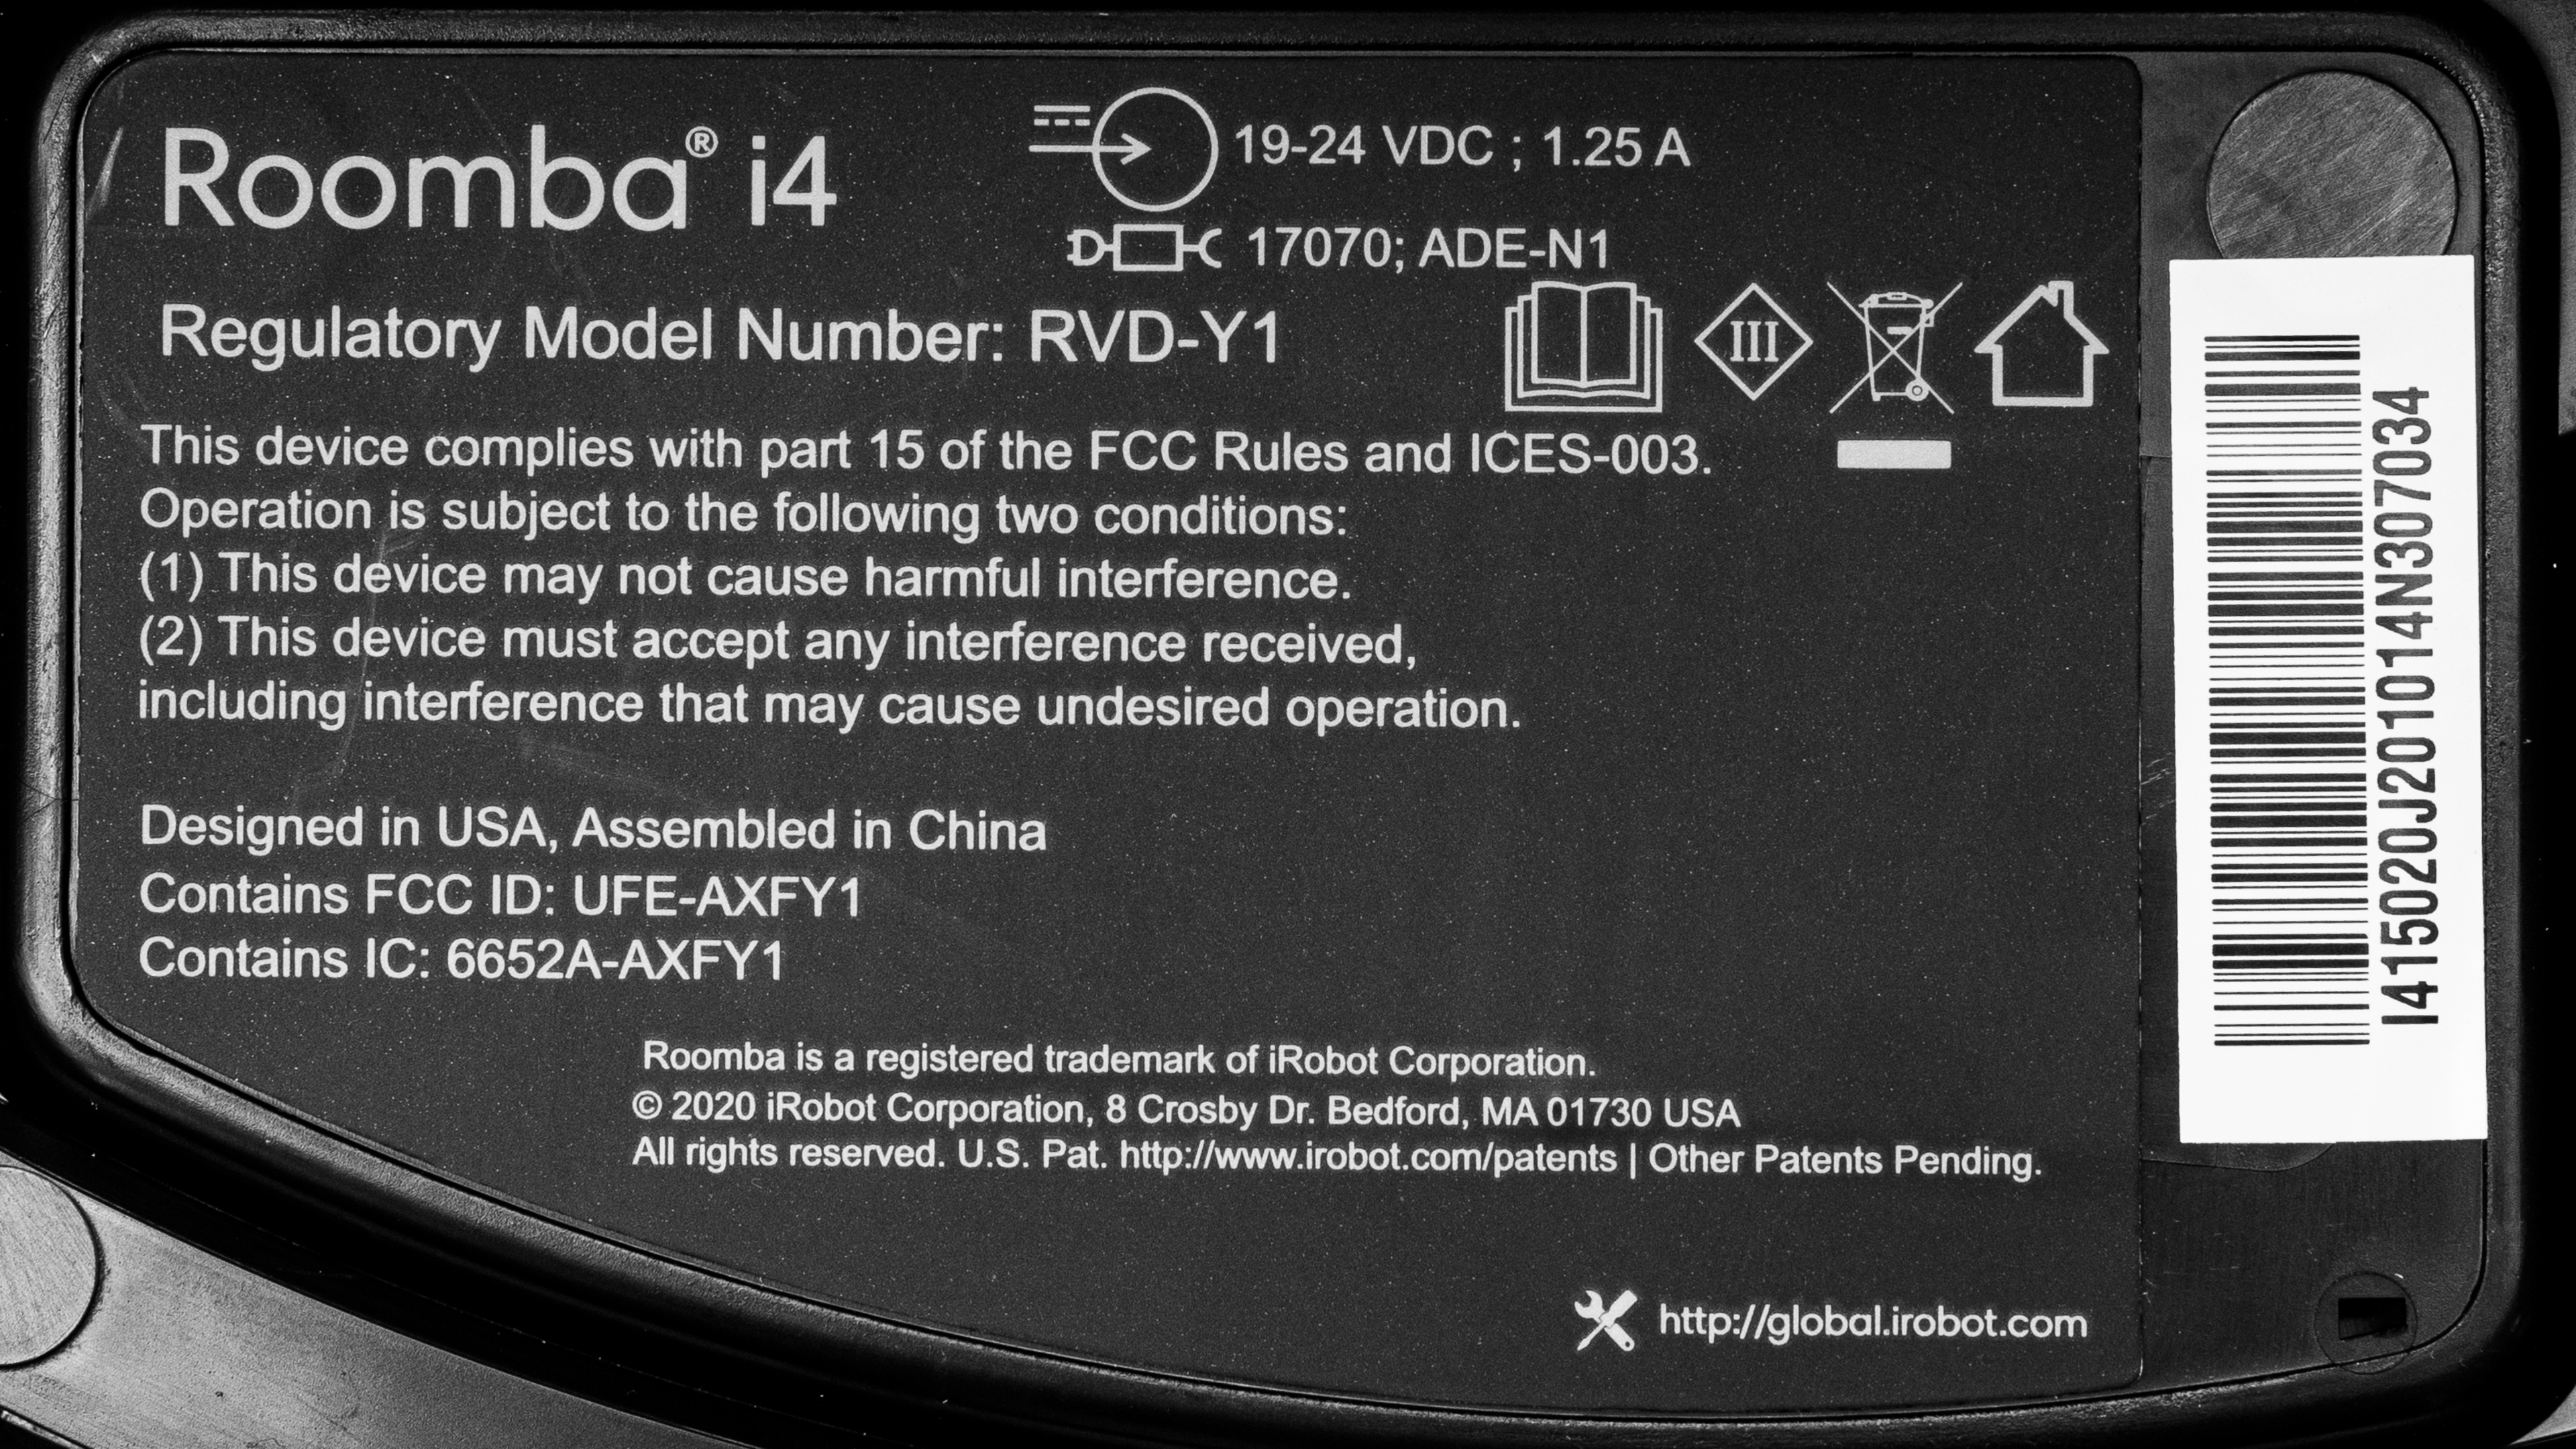 Roomba® i4
19-24 VDC ; 1.25 A
17070; ADE-N1
Regulatory Model Number: RVD-Y1
III
This device complies with part 15 of the FCC Rules and ICES-003.
Operation is subject to the following two conditions:
(1) This device may not cause harmful interference.
(2) This device must accept any interference received,
including interference that may cause undesired operation.
Designed in USA, Assembled in China
Contains FCC ID: UFE-AXFY1
Contains IC: 6652A-AXFY1
Roomba is a registered trademark of iRobot Corporation.
© 2020 iRobot Corporation, 8 Crosby Dr. Bedford, MA 01730 USA
All rights reserved. U.S. Pat. http://www.irobot.com/patents | Other Patents Pending.
http://global.irobot.com
I415020J201014N307034